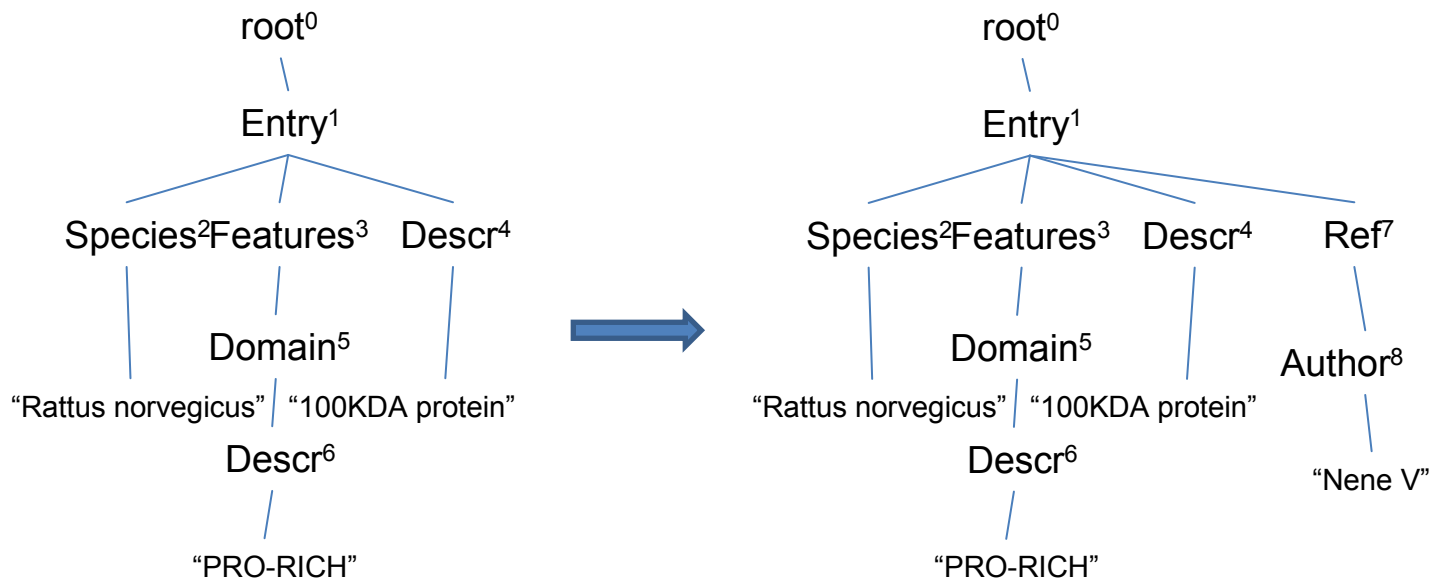 root⁰ root⁰
Entry¹ Entry¹
Species²Features³ Descr⁴ Species²Features³ Descr⁴ Ref⁷
Domain⁵ Domain⁵ Author⁸
“Rattus norvegicus” “100KDA protein” “Rattus norvegicus” “100KDA protein”
Descr⁶ Descr⁶ “Nene V”
“PRO-RICH” “PRO-RICH”